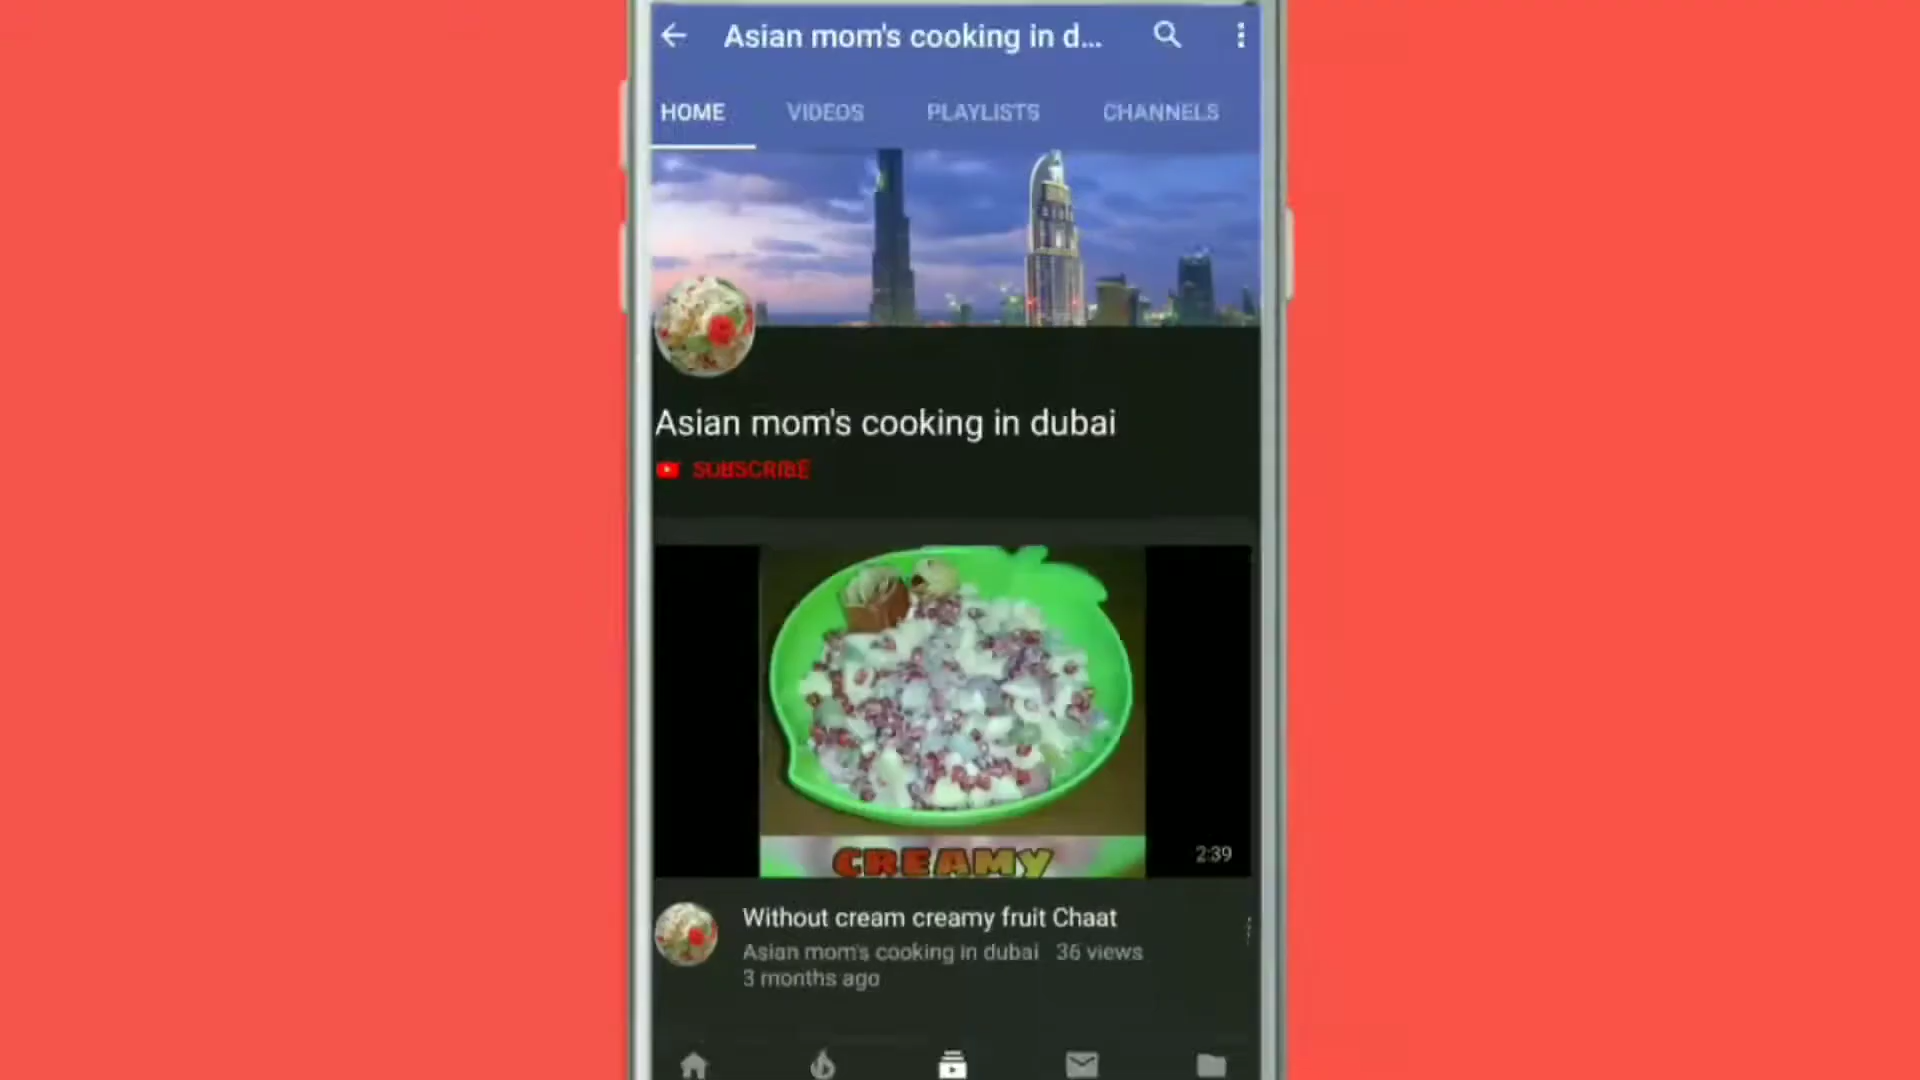 Asian mom's cooking in d...
HOME VIDEOS PLAYLISTS CHANNELS
Asian mom's cooking in dubai
SUBSCRIBE
CREAMY
2:39
Without cream creamy fruit Chaat
Asian mom's cooking in dubai 36 views
3 months ago